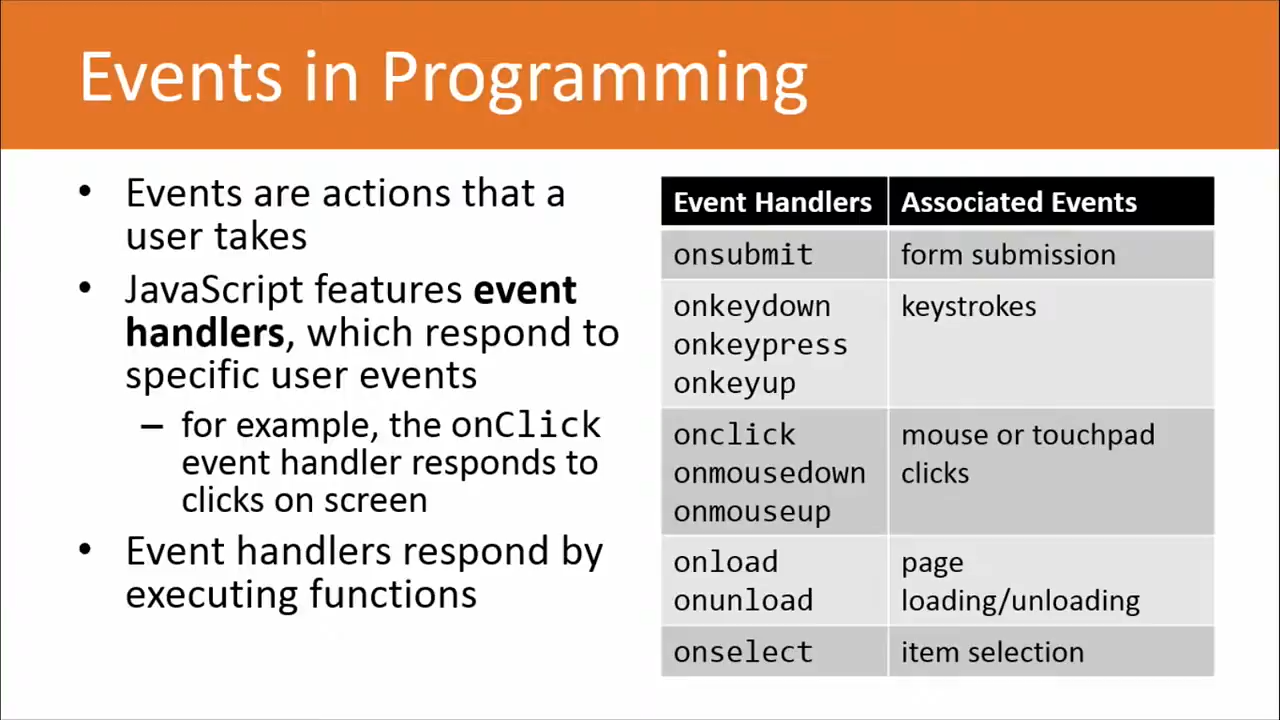 Events in Programming
• Events are actions that a
user takes
• JavaScript features event
handlers, which respond to
specific user events
– for example, the onClick
event handler responds to
clicks on screen
• Event handlers respond by
executing functions
Event Handlers Associated Events
onsubmit form submission
onkeydown keystrokes
onkeypress
onkeyup
onclick mouse or touchpad
onmousedown clicks
onmouseup
onload page
onunload loading/unloading
onselect item selection